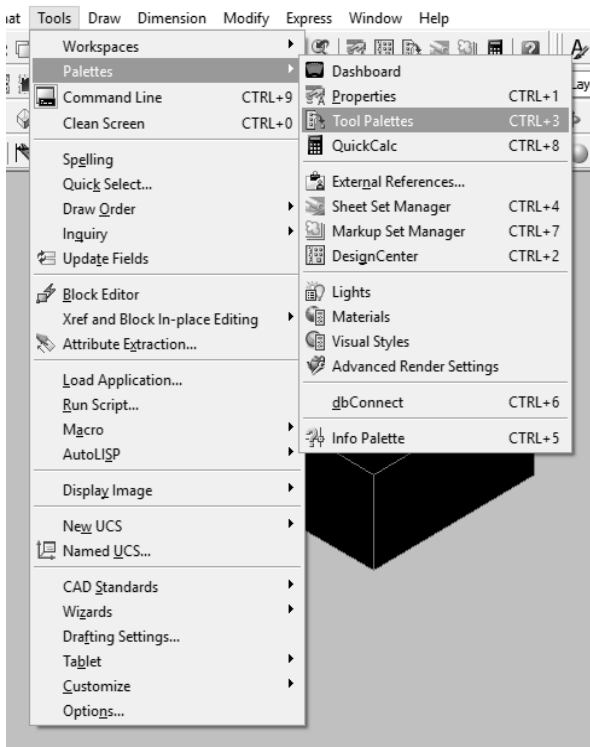 nat Tools Draw Dimension Modify Express Window Help
Workspaces
Palettes
Command Line CTRL+9
Clean Screen CTRL+0
Spelling
Quick Select...
Draw Order
Inquiry
Update Fields
Block Editor
Xref and Block In-place Editing
Attribute Extraction...
Load Application...
Run Script...
Macro
AutoLISP
Display Image
New UCS
Named UCS...
CAD Standards
Wizards
Drafting Settings...
Tablet
Customize
Options...
Dashboard
Properties CTRL+1
Tool Palettes CTRL+3
QuickCalc CTRL+8
External References...
Sheet Set Manager CTRL+4
Markup Set Manager CTRL+7
DesignCenter CTRL+2
Lights
Materials
Visual Styles
Advanced Render Settings
dbConnect CTRL+6
Info Palette CTRL+5
Lay